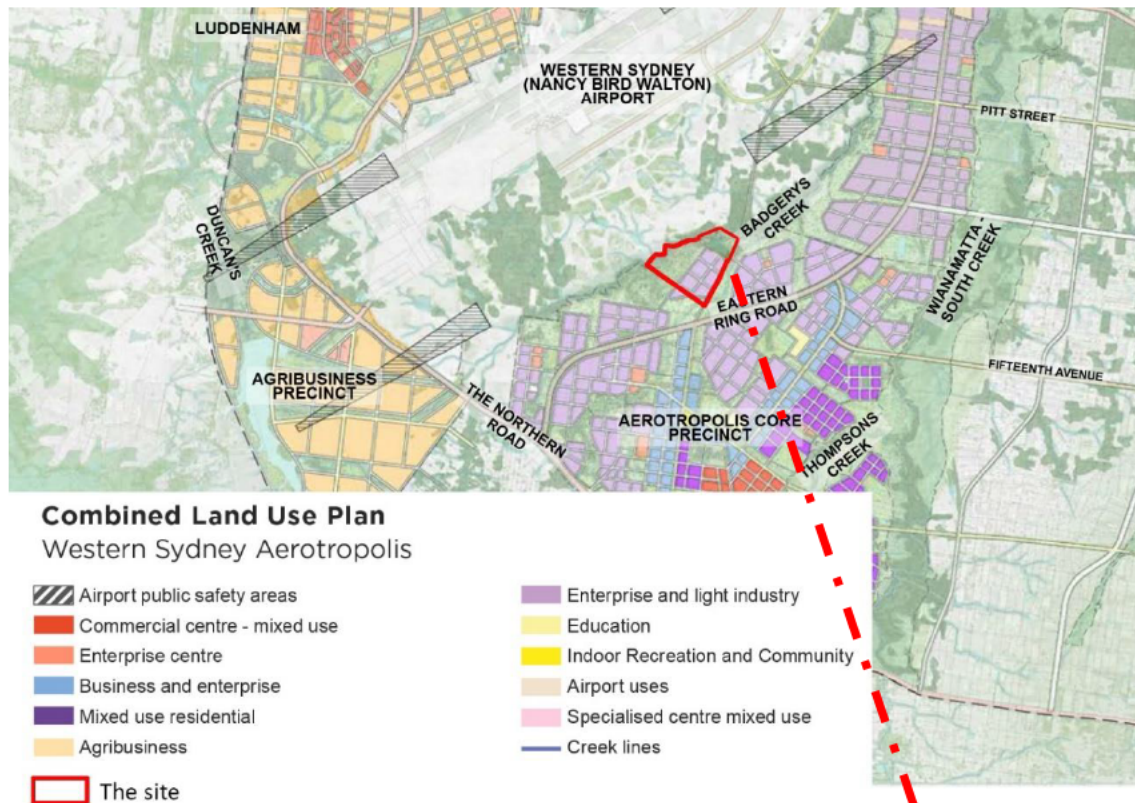 LUDDENHAM
WESTERN SYDNEY
(NANCY BIRD WALTON)
AIRPORT
PITT STREET
DUNCAN'S
CREEK
BADGERYS
CREEK
WIANAMATTA -
SOUTH CREEK
EASTERN
RING ROAD
FIFTEENTH AVENUE
AGRIBUSINESS
PRECINCT
THE NORTHERN
ROAD
AEROTROPOLIS CORE
PRECINCT
THOMPSONS
CREEK
Combined Land Use Plan
Western Sydney Aerotropolis
Airport public safety areas
Commercial centre - mixed use
Enterprise centre
Business and enterprise
Mixed use residential
Agribusiness
The site
Enterprise and light industry
Education
Indoor Recreation and Community
Airport uses
Specialised centre mixed use
Creek lines